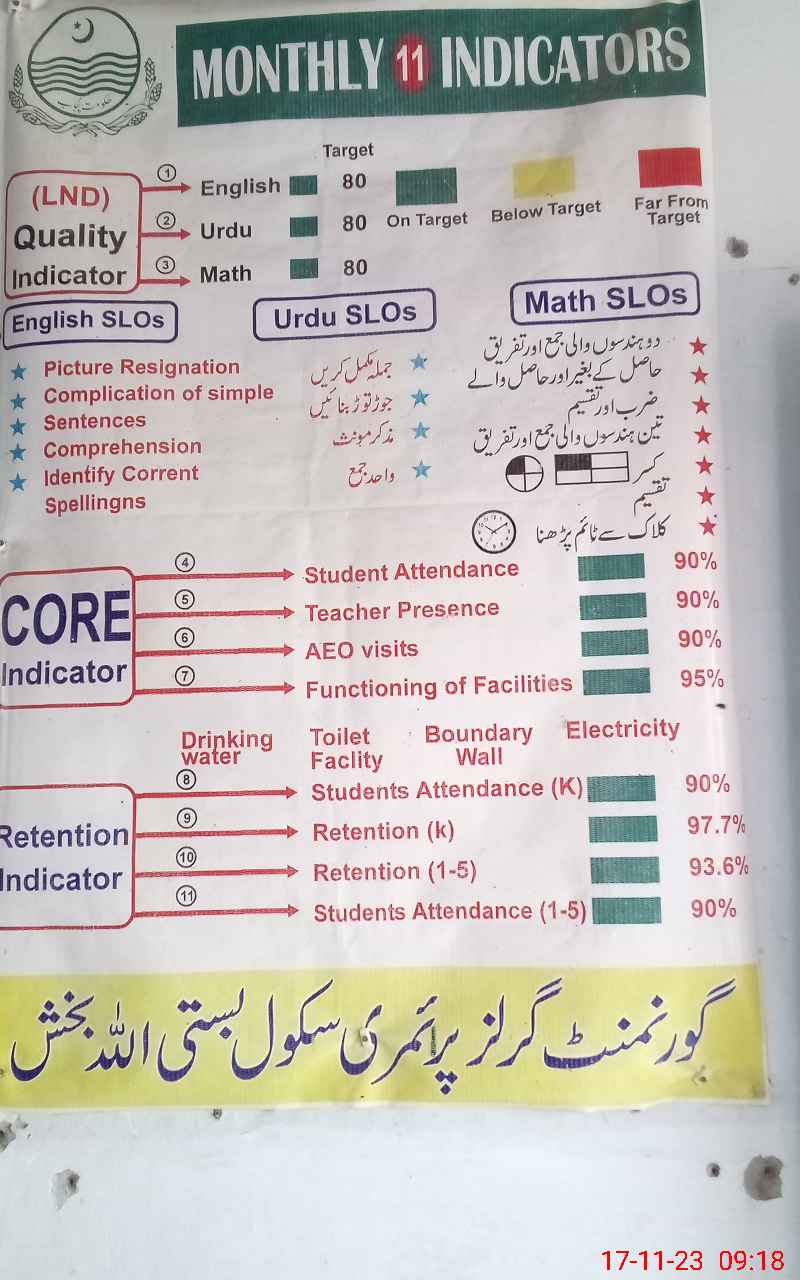 MONTHLY 11 INDICATORS
حکومت پنجاب
Target
(LND)
Quality
Indicator
1 English 80
2 Urdu 80
3 Math 80
On Target
Below Target
Far From
Target
English SLOs
Picture Resignation
Complication of simple
Sentences
Comprehension
Identify Corrent
Spellingns
Urdu SLOs
جملہ مکمل کریں
جوڑ توڑ بنائیں
مذکر مونث
واحد جمع
Math SLOs
دو ہندسوں والی جمع اور تفریق
حاصل کے بغیر اور حاصل والے
ضرب اور تقسیم
تین ہندسوں والی جمع اور تفریق
کسر
تقسیم
کلاک سے ٹائم پڑھنا
CORE
Indicator
4 Student Attendance 90%
5 Teacher Presence 90%
6 AEO visits 90%
7 Functioning of Facilities 95%
Drinking
water
Toilet
Faclity
Boundary
Wall
Electricity
Retention
Indicator
8 Students Attendance (K) 90%
9 Retention (k) 97.7%
10 Retention (1-5) 93.6%
11 Students Attendance (1-5) 90%
گورنمنٹ گرلز پرائمری سکول بستی اللہ بخش
17-11-23 09:18